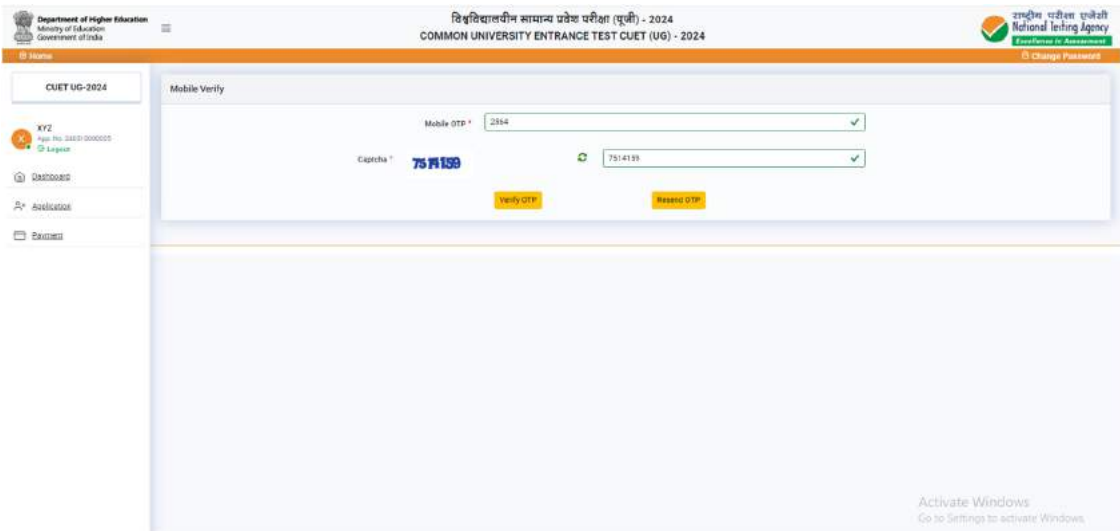 Department of Higher Education
Ministry of Education
Government of India
विश्वविद्यालयीन सामान्य प्रवेश परीक्षा (यूजी) - 2024
COMMON UNIVERSITY ENTRANCE TEST CUET (UG) - 2024
राष्ट्रीय परीक्षा एजेंसी
National Testing Agency
Excellence in Assessment
Home
Change Password
CUET UG-2024
Mobile Verify
XYZ
App. No.
Logout
Dashboard
Application
Payment
Mobile OTP *
2364
Captcha *
7514159
7514159
Verify OTP
Resend OTP
Activate Windows
Go to Settings to activate Windows.